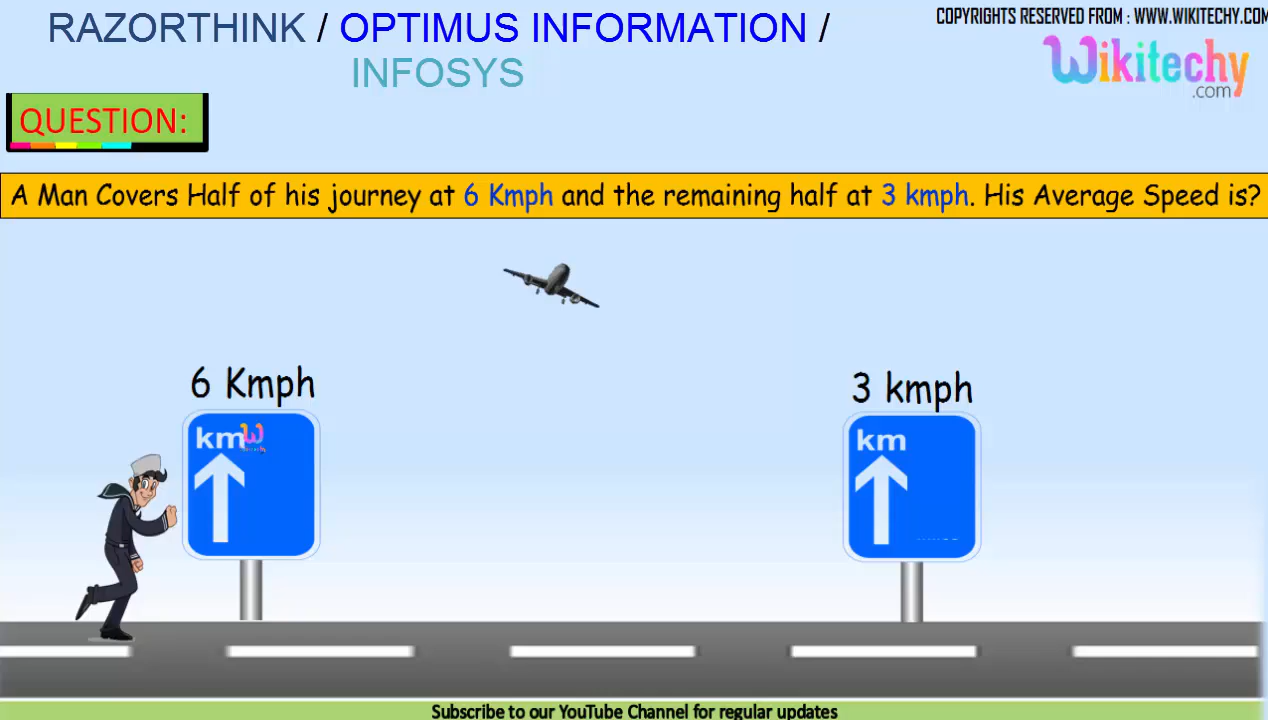 RAZORTHINK / OPTIMUS INFORMATION /
INFOSYS
COPYRIGHTS RESERVED FROM : WWW.WIKITECHY.COM
Wikitechy
.com
QUESTION:
A Man Covers Half of his journey at 6 Kmph and the remaining half at 3 kmph. His Average Speed is?
6 Kmph
3 kmph
km
km
Subscribe to our YouTube Channel for regular updates